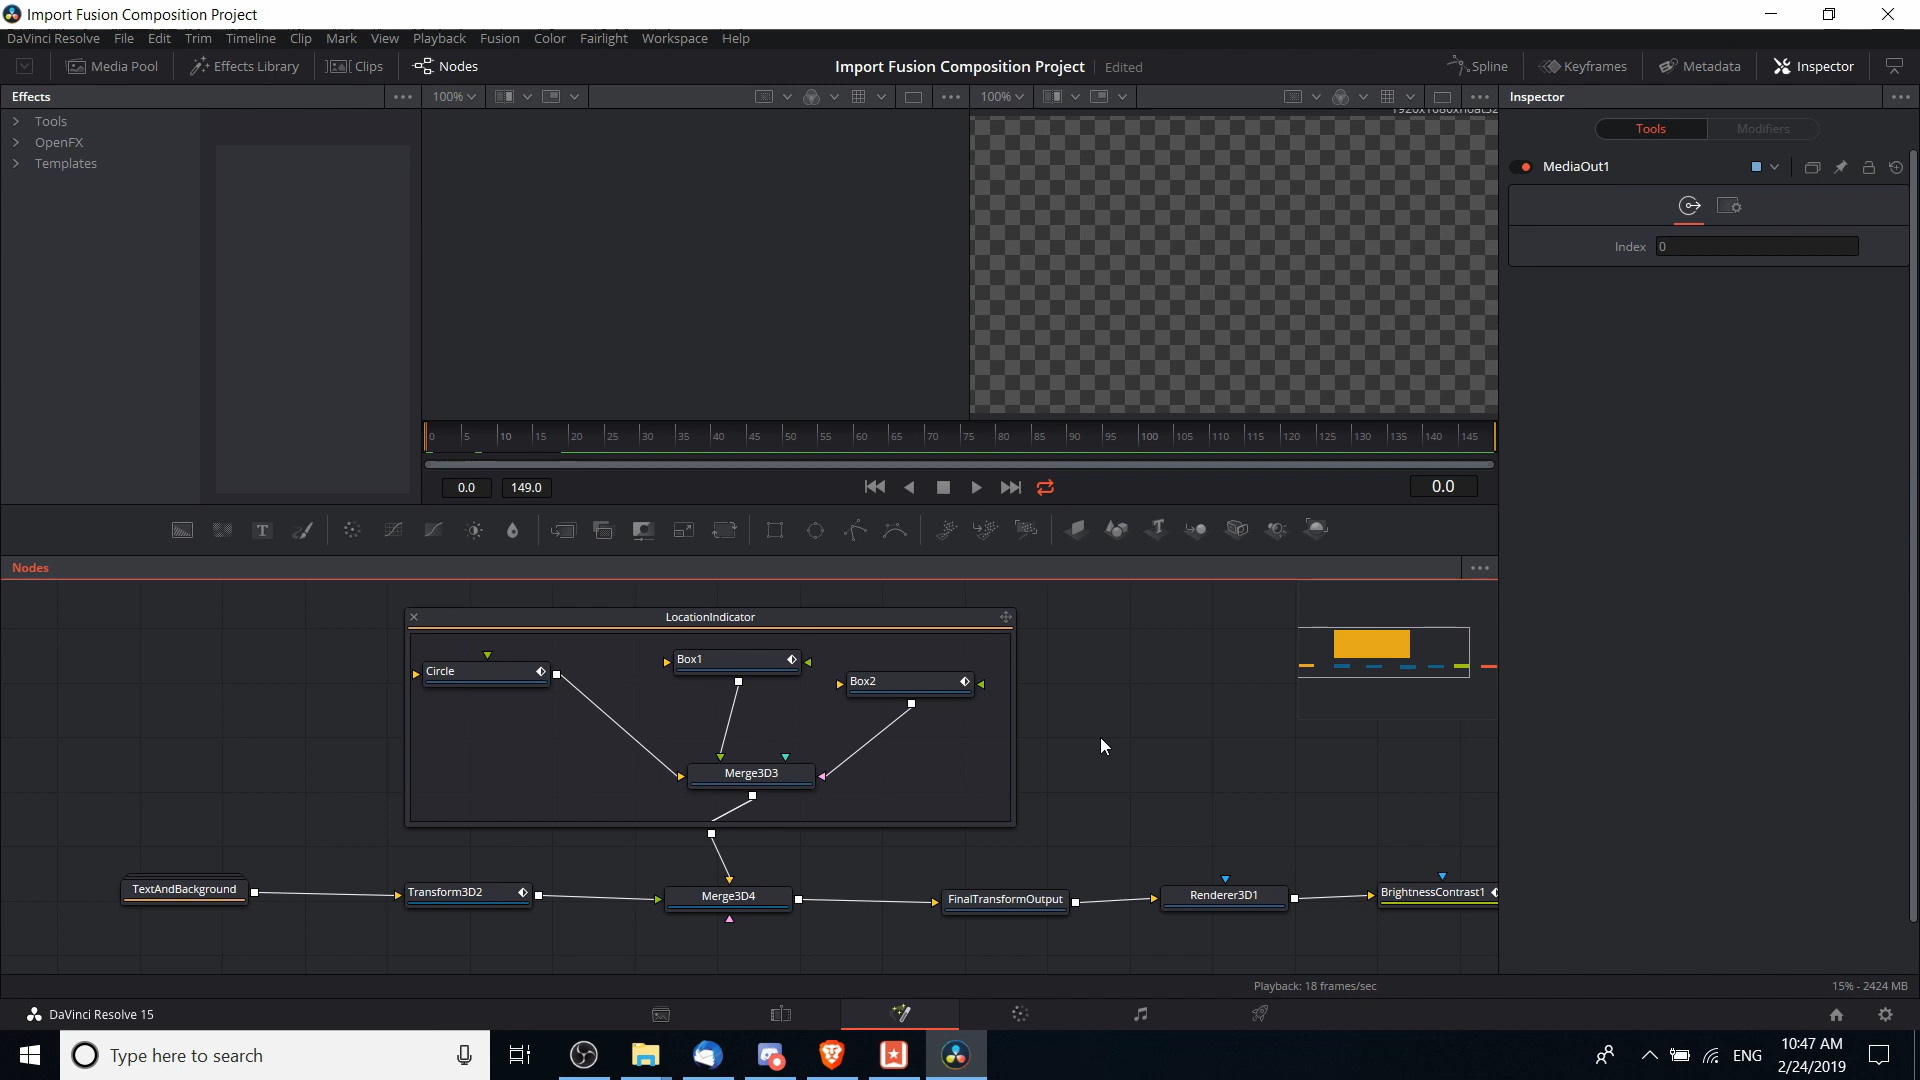 Import Fusion Composition Project
DaVinci Resolve File Edit Trim Timeline Clip Mark View Playback Fusion Color Fairlight Workspace Help
Media Pool Effects Library Clips Nodes Import Fusion Composition Project Edited Spline Keyframes Metadata Inspector
Effects 100% 100% Inspector
Tools
OpenFX
Templates
Tools Modifiers
MediaOut1
Index 0
0 5 10 15 20 25 30 35 40 45 50 55 60 65 70 75 80 85 90 95 100 105 110 115 120 125 130 135 140 145
0.0 149.0 0.0
T T
Nodes
LocationIndicator
Circle
Box1
Box2
Merge3D3
TextAndBackground
Transform3D2
Merge3D4
FinalTransformOutput
Renderer3D1
BrightnessContrast1
Playback: 18 frames/sec 15% - 2424 MB
DaVinci Resolve 15
Type here to search
ENG
10:47 AM
2/24/2019